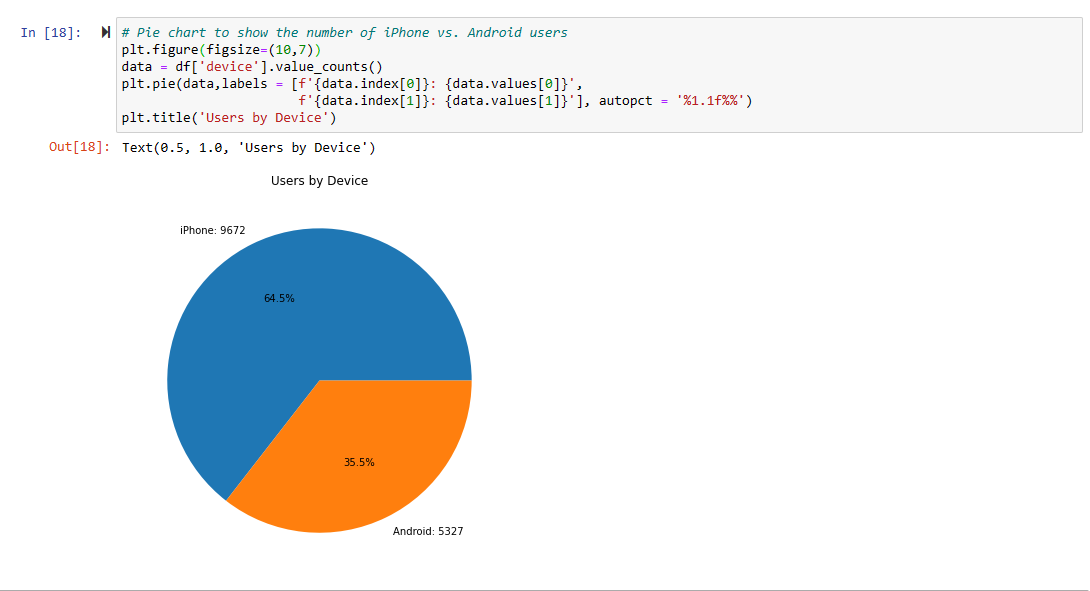 In [18]:
# Pie chart to show the number of iPhone vs. Android users
plt.figure(figsize=(10,7))
data = df['device'].value_counts()
plt.pie(data,labels = [f'{data.index[0]}: {data.values[0]}',
f'{data.index[1]}: {data.values[1]}'], autopct = '%1.1f%%')
plt.title('Users by Device')
Out[18]: Text(0.5, 1.0, 'Users by Device')
Users by Device
iPhone: 9672
64.5%
35.5%
Android: 5327